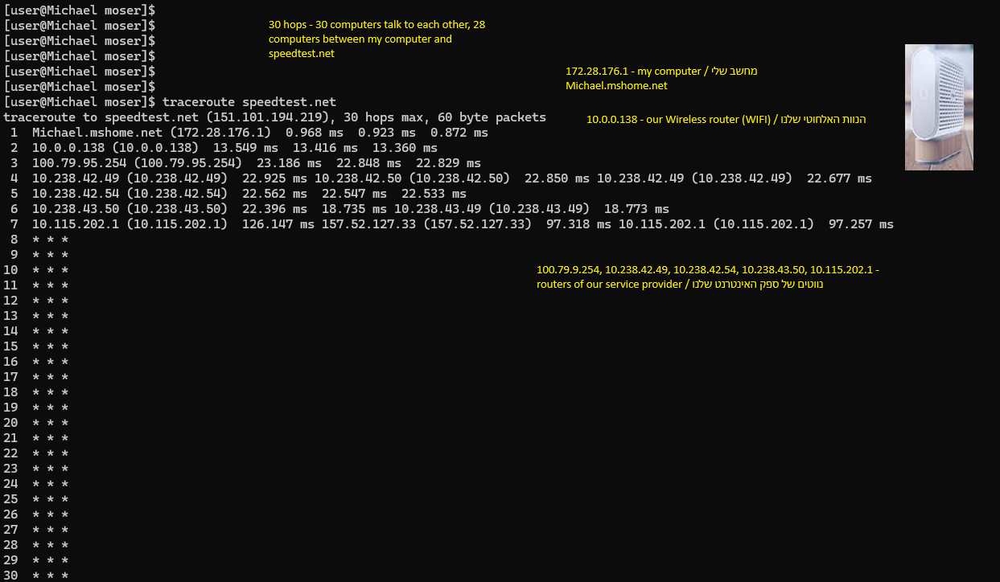 [user@Michael moser]$
[user@Michael moser]$
[user@Michael moser]$
[user@Michael moser]$
[user@Michael moser]$
[user@Michael moser]$
[user@Michael moser]$ traceroute speedtest.net
traceroute to speedtest.net (151.101.194.219), 30 hops max, 60 byte packets
1 Michael.mshome.net (172.28.176.1) 0.968 ms 0.923 ms 0.872 ms
2 10.0.0.138 (10.0.0.138) 13.549 ms 13.416 ms 13.360 ms
3 100.79.95.254 (100.79.95.254) 23.186 ms 22.848 ms 22.829 ms
4 10.238.42.49 (10.238.42.49) 22.925 ms 10.238.42.50 (10.238.42.50) 22.850 ms 10.238.42.49 (10.238.42.49) 22.677 ms
5 10.238.42.54 (10.238.42.54) 22.562 ms 22.547 ms 22.533 ms
6 10.238.43.50 (10.238.43.50) 22.396 ms 18.735 ms 10.238.43.49 (10.238.43.49) 18.773 ms
7 10.115.202.1 (10.115.202.1) 126.147 ms 157.52.127.33 (157.52.127.33) 97.318 ms 10.115.202.1 (10.115.202.1) 97.257 ms
8 * * *
9 * * *
10 * * *
11 * * *
12 * * *
13 * * *
14 * * *
15 * * *
16 * * *
17 * * *
18 * * *
19 * * *
20 * * *
21 * * *
22 * * *
23 * * *
24 * * *
25 * * *
26 * * *
27 * * *
28 * * *
29 * * *
30 * * *
30 hops - 30 computers talk to each other, 28
computers between my computer and
speedtest.net
172.28.176.1 - my computer / מחשב שלי
Michael.mshome.net
10.0.0.138 - our Wireless router (WIFI) / הנוות האלחוטי שלנו
100.79.9.254, 10.238.42.49, 10.238.42.54, 10.238.43.50, 10.115.202.1 -
routers of our service provider / נווטים של ספק האינטרנט שלנו